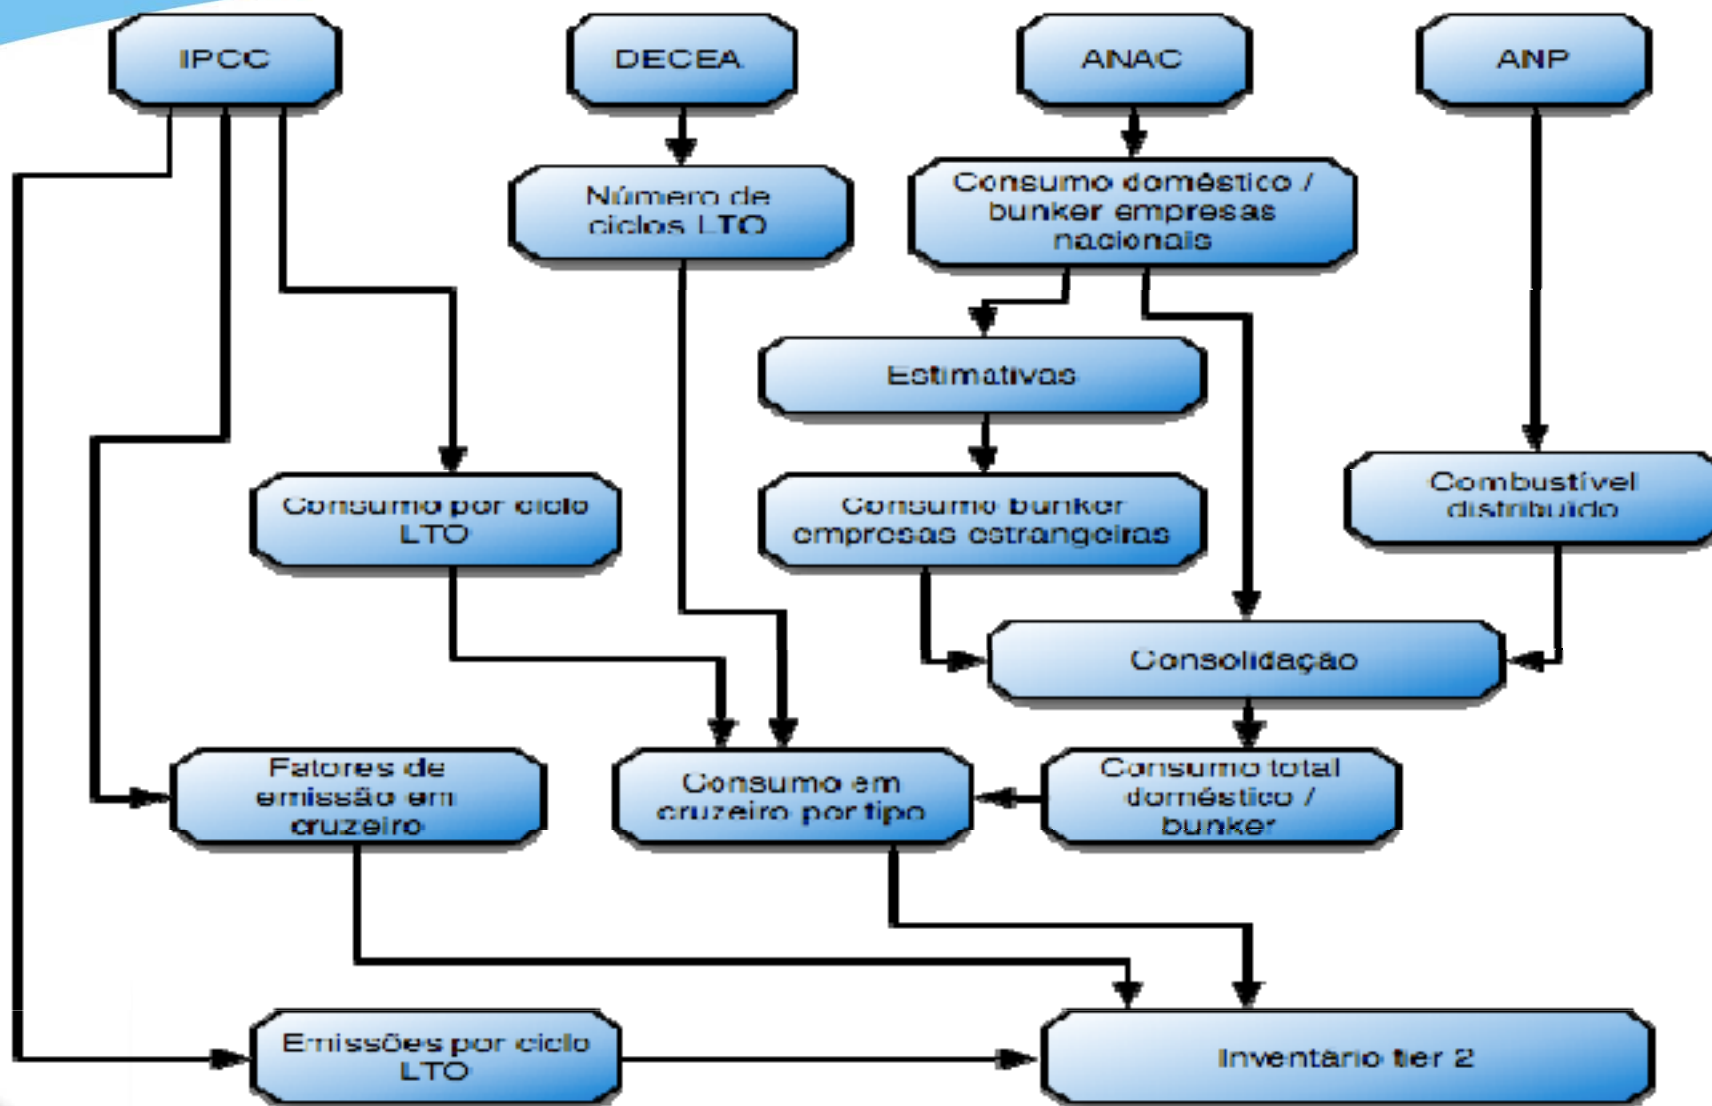 IPCC
DECEA
ANAC
ANP
Número de
ciclos LTO
Consumo doméstico /
bunker empresas
nacionais
Estimativas
Consumo por ciclo
LTO
Consumo bunker
empresas estrangeiras
Combustível
distribuído
Consolidação
Fatores de
emissão em
cruzeiro
Consumo em
cruzeiro por tipo
Consumo total
doméstico /
bunker
Emissões por ciclo
LTO
Inventário tier 2